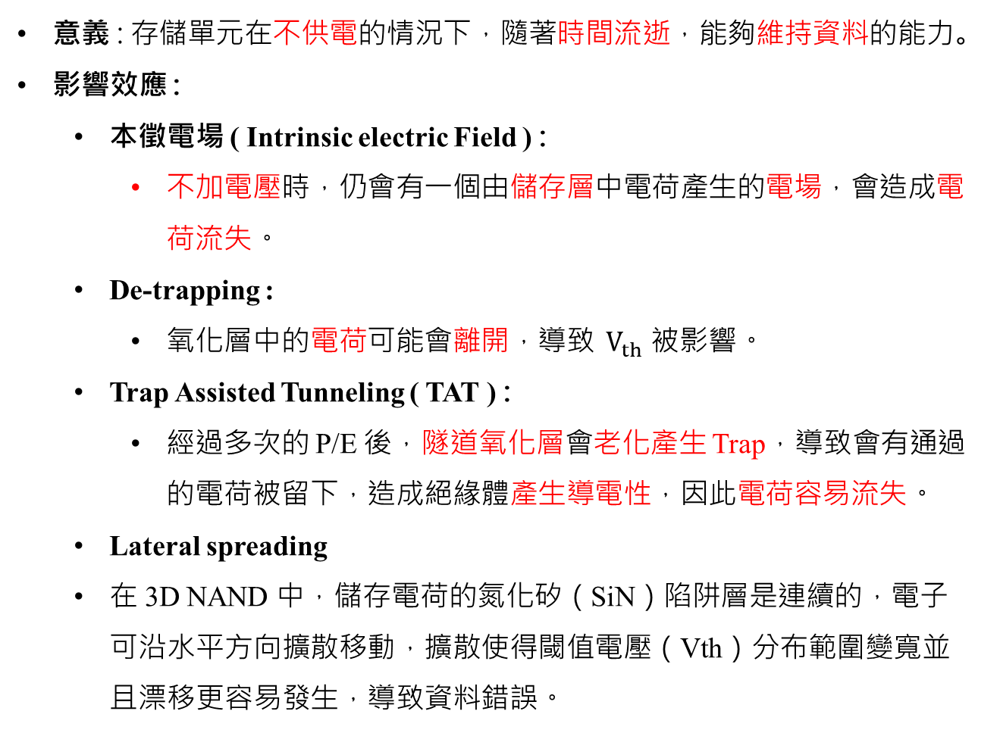 • 意義 : 存儲單元在不供電的情況下，隨著時間流逝，能夠維持資料的能力。
• 影響效應 :
• 本徵電場 ( Intrinsic electric Field ) :
• 不加電壓時，仍會有一個由儲存層中電荷產生的電場，會造成電
荷流失。
• De-trapping :
• 氧化層中的電荷可能會離開，導致 Vth 被影響。
• Trap Assisted Tunneling ( TAT ) :
• 經過多次的 P/E 後，隧道氧化層會老化產生 Trap，導致會有通過
的電荷被留下，造成絕緣體產生導電性，因此電荷容易流失。
• Lateral spreading
• 在 3D NAND 中，儲存電荷的氮化矽（SiN）陷阱層是連續的，電子
可沿水平方向擴散移動，擴散使得閾值電壓（Vth）分布範圍變寬並
且漂移更容易發生，導致資料錯誤。